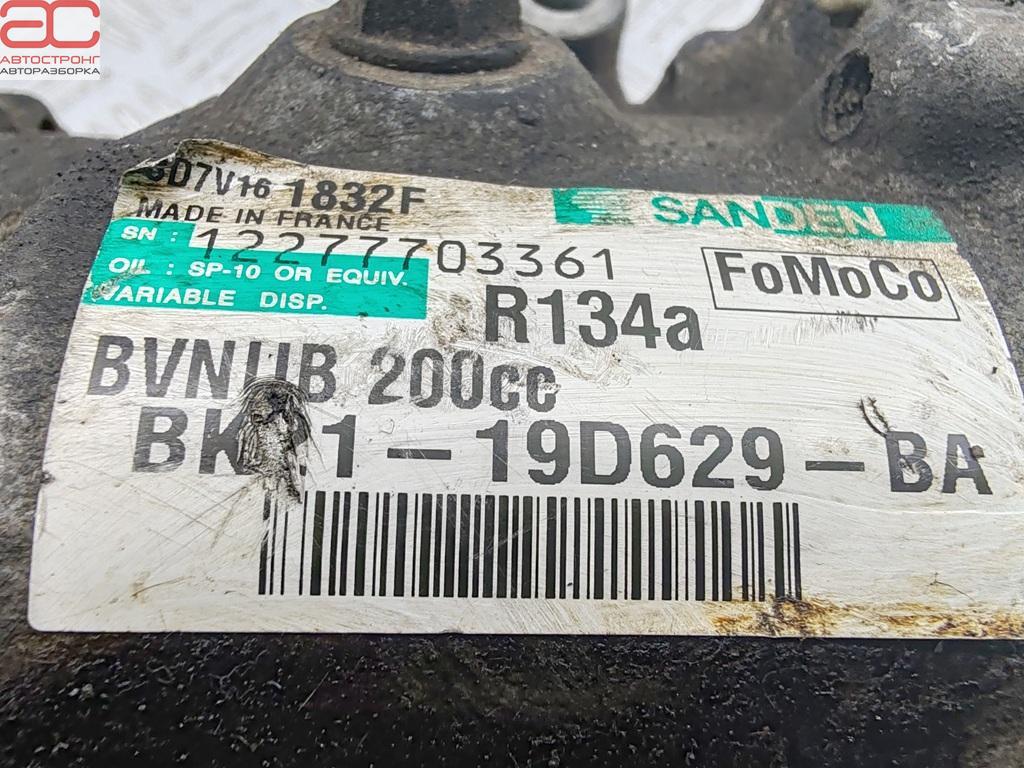 АС
АВТОСТРОНГ
АВТОРАЗБОРКА
1832F
MADE IN FRANCE
SANDEN
SN : 12277703361
OIL : SP-10 OR EQUIV.
VARIABLE DISP.
FoMoCo
R134a
200cc
19D629 - BA